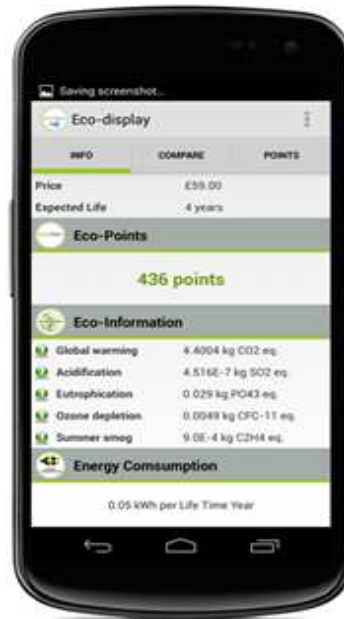 Saving screenshot...
Eco-display
INFO COMPARE POINTS
Price £59.00
Expected Life 4 years
Eco-Points
436 points
Eco-Information
Global warming 4.4004 kg CO2 eq.
Acidification 4.516E-7 kg SO2 eq.
Eutrophication 0.029 kg PO43 eq.
Ozone depletion 0.0049 kg CFC-11 eq.
Summer smog 9.0E-4 kg C2H4 eq.
Energy Comsumption
0.05 kWh per Life Time Year